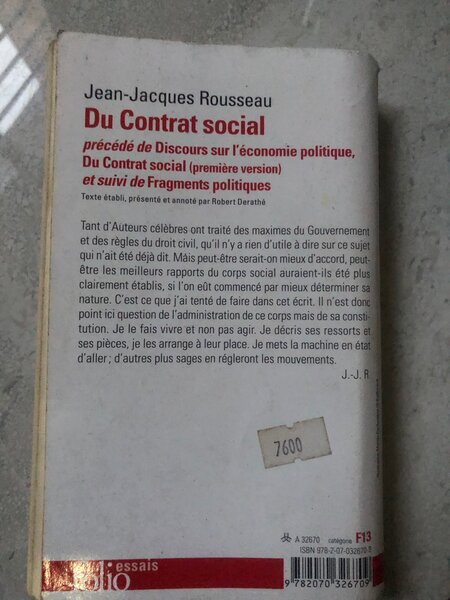 Jean-Jacques Rousseau
Du Contrat social
précédé de Discours sur l'économie politique,
Du Contrat social (première version)
et suivi de Fragments politiques
Texte établi, présenté et annoté par Robert Derathé
Tant d'Auteurs célèbres ont traité des maximes du Gouvernement
et des règles du droit civil, qu'il n'y a rien d'utile à dire sur ce sujet
qui n'ait été déjà dit. Mais peut-être serait-on mieux d'accord, peut-
être les meilleurs rapports du corps social auraient-ils été plus
clairement établis, si l'on eût commencé par mieux déterminer sa
nature. C'est ce que j'ai tenté de faire dans cet écrit. Il n'est donc
point ici question de l'administration de ce corps mais de sa consti-
tution. Je le fais vivre et non pas agir. Je décris ses ressorts et
ses pièces, je les arrange à leur place. Je mets la machine en état
d'aller ; d'autres plus sages en régleront les mouvements.
J.-J. R
7600
A 32670 catégorie F13
ISBN 978-2-07-032670-9
essais
folio
9 782070 326709